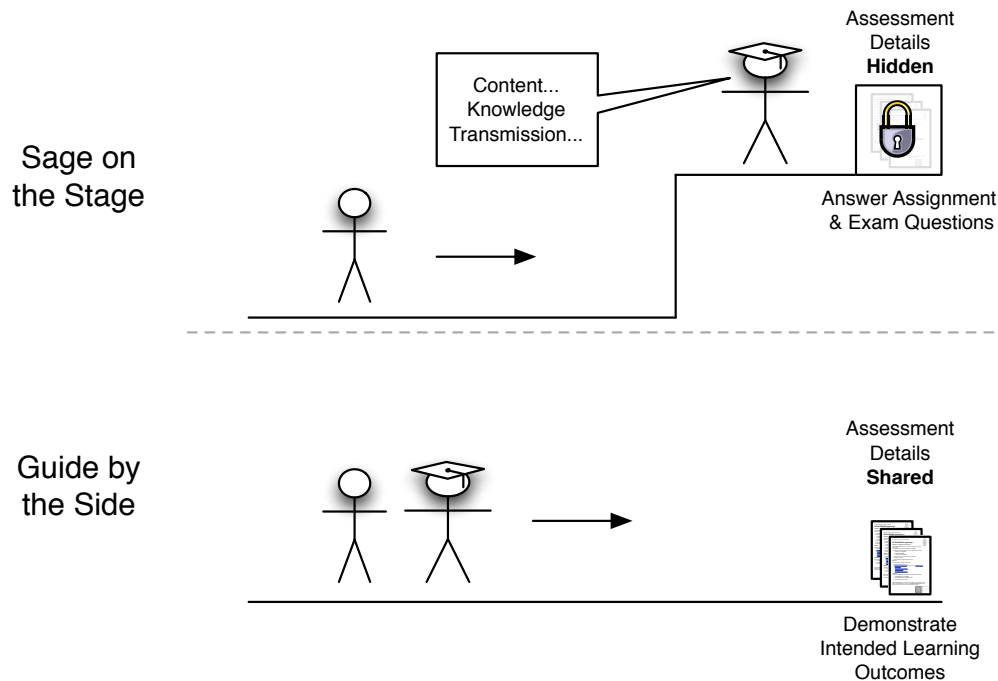 Sage on
the Stage
Content...
Knowledge
Transmission...
Assessment
Details
Hidden
Answer Assignment
& Exam Questions
Guide by
the Side
Assessment
Details
Shared
Demonstrate
Intended Learning
Outcomes